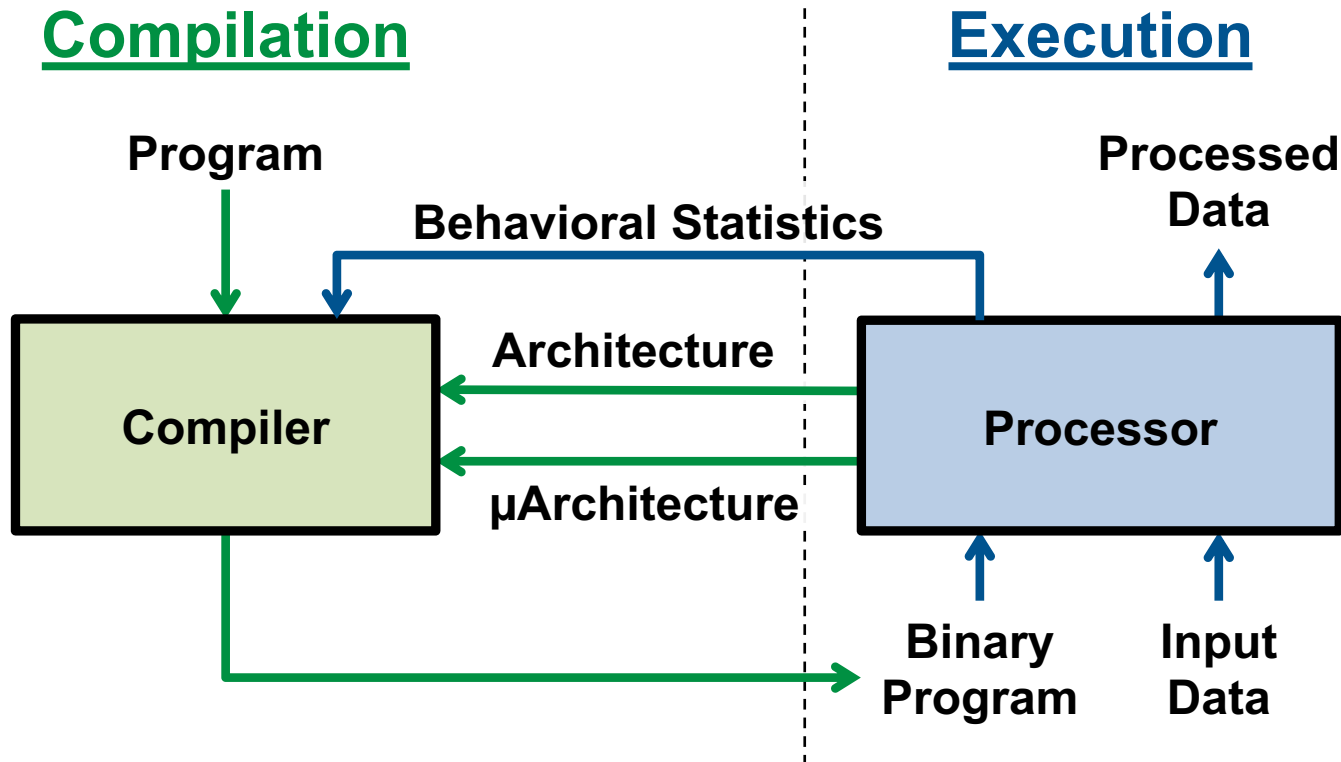 Compilation
Execution
Program
Processed
Data
Behavioral Statistics
Architecture
Compiler
Processor
µArchitecture
Binary
Program
Input
Data